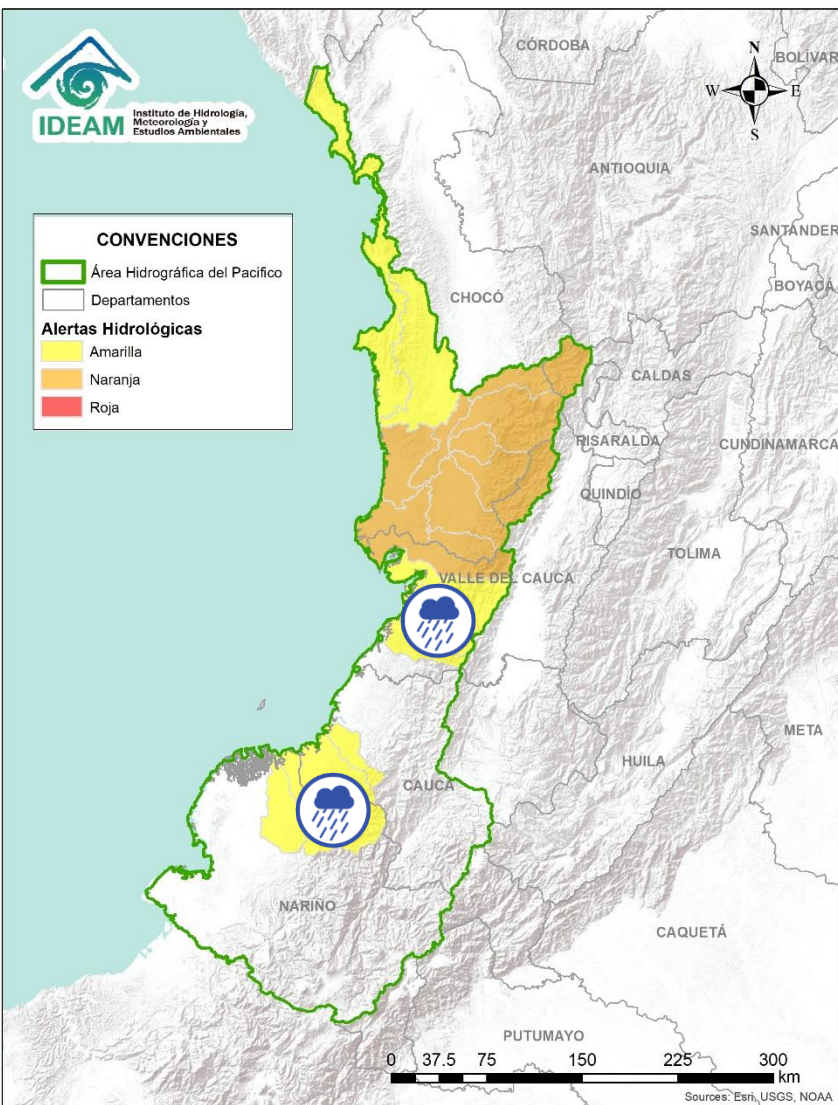 IDEAM
Instituto de Hidrología,
Meteorología y
Estudios Ambientales
CONVENCIONES
Área Hidrográfica del Pacifico
Departamentos
Alertas Hidrológicas
Amarilla
Naranja
Roja
N
W
E
S
CÓRDOBA
BOLÍVAR
ANTIOQUIA
SANTANDER
BOYACÁ
CHOCÓ
CALDAS
RISARALDA
CUNDINAMARCA
QUINDÍO
TOLIMA
VALLE DEL CAUCA
META
HUILA
CAUCA
NARIÑO
CAQUETÁ
PUTUMAYO
0 37.5 75 150 225 300
km
Sources: Esri, USGS, NOAA